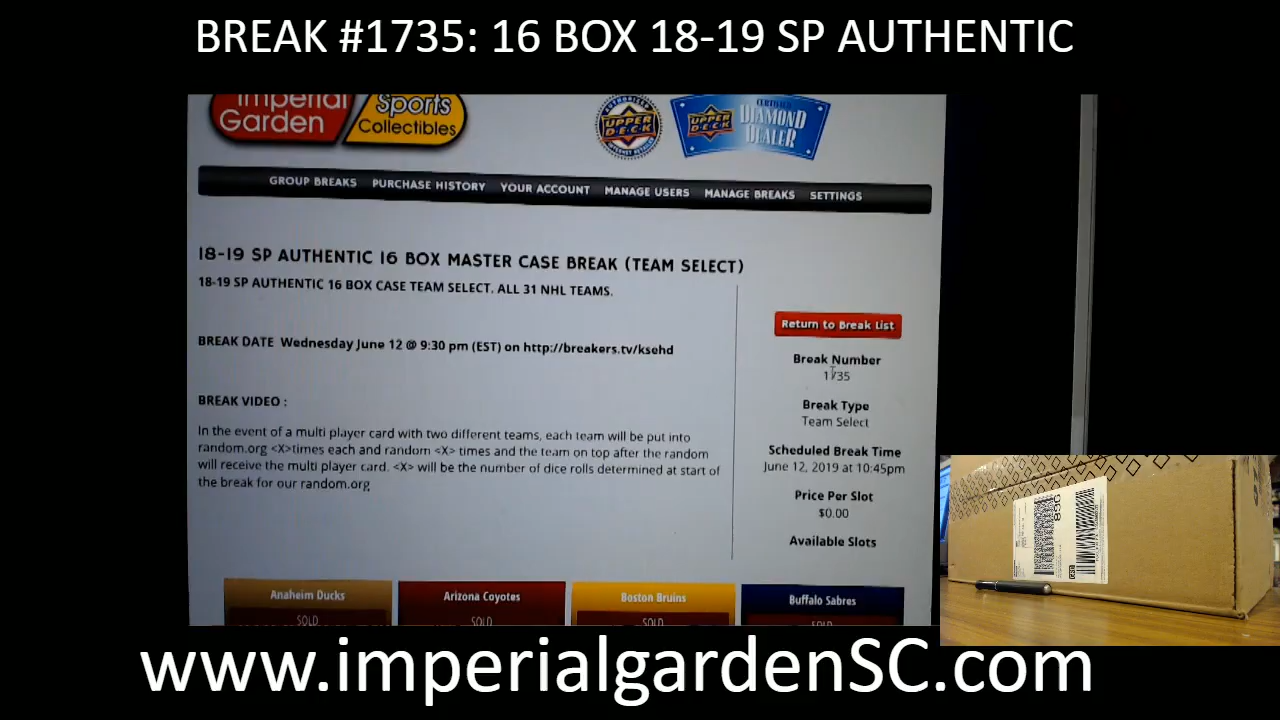 BREAK #1735: 16 BOX 18-19 SP AUTHENTIC
Imperial Garden
Sports Collectibles
AUTHORIZED
UPPER DECK
INTERNET RETAILER
CERTIFIED
UPPER DECK
DIAMOND DEALER
GROUP BREAKS PURCHASE HISTORY YOUR ACCOUNT MANAGE USERS MANAGE BREAKS SETTINGS
18-19 SP AUTHENTIC 16 BOX MASTER CASE BREAK (TEAM SELECT)
18-19 SP AUTHENTIC 16 BOX CASE TEAM SELECT. ALL 31 NHL TEAMS.
BREAK DATE Wednesday June 12 @ 9:30 pm (EST) on http://breakers.tv/ksehd
BREAK VIDEO :
In the event of a multi player card with two different teams, each team will be put into
random.org <X>times each and random <X> times and the team on top after the random
will receive the multi player card. <X> will be the number of dice rolls determined at start of
the break for our random.org
Return to Break List
Break Number
1735
Break Type
Team Select
Scheduled Break Time
June 12, 2019 at 10:45pm
Price Per Slot
$0.00
Available Slots
Anaheim Ducks
SOLD
Arizona Coyotes
SOLD
Boston Bruins
SOLD
Buffalo Sabres
SOLD
www.imperialgardenSC.com